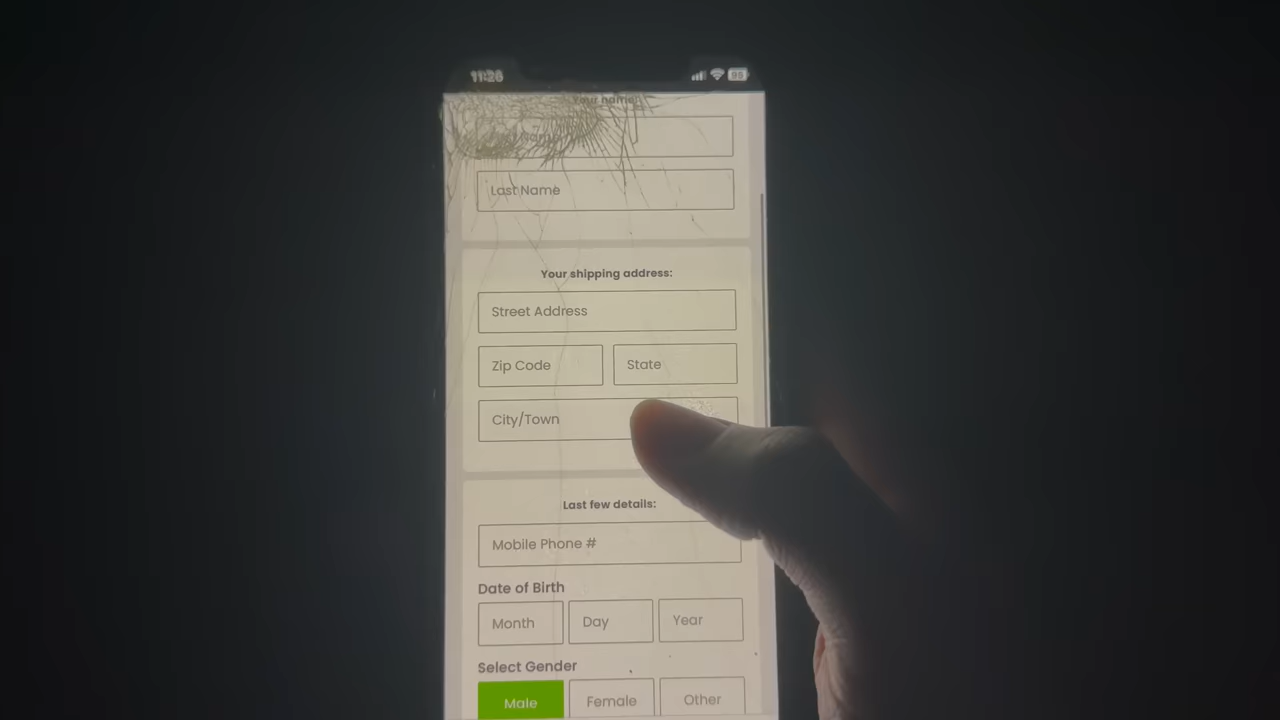 11:26
95
Your name:
Last Name
Your shipping address:
Street Address
Zip Code State
City/Town
Last few details:
Mobile Phone #
Date of Birth
Month Day Year
Select Gender
Male Female Other